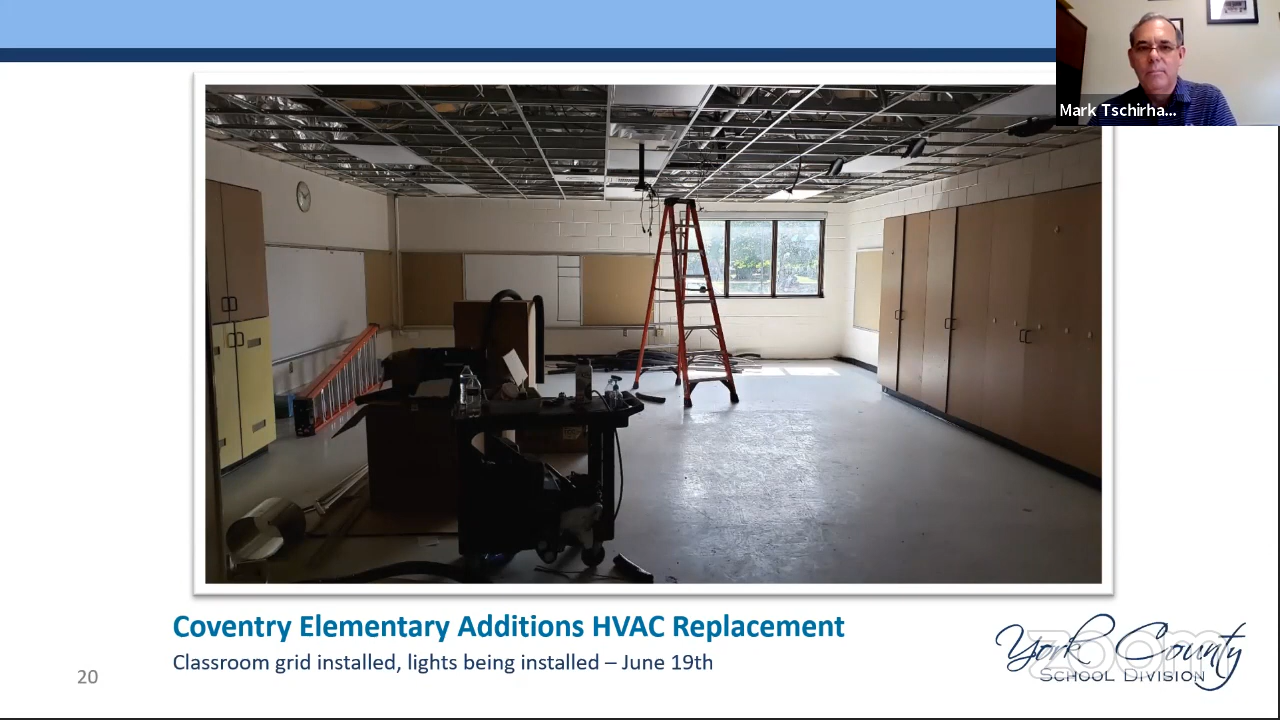 Mark Tschirha...
Coventry Elementary Additions HVAC Replacement
Classroom grid installed, lights being installed – June 19th
20
York County
SCHOOL DIVISION
zoom